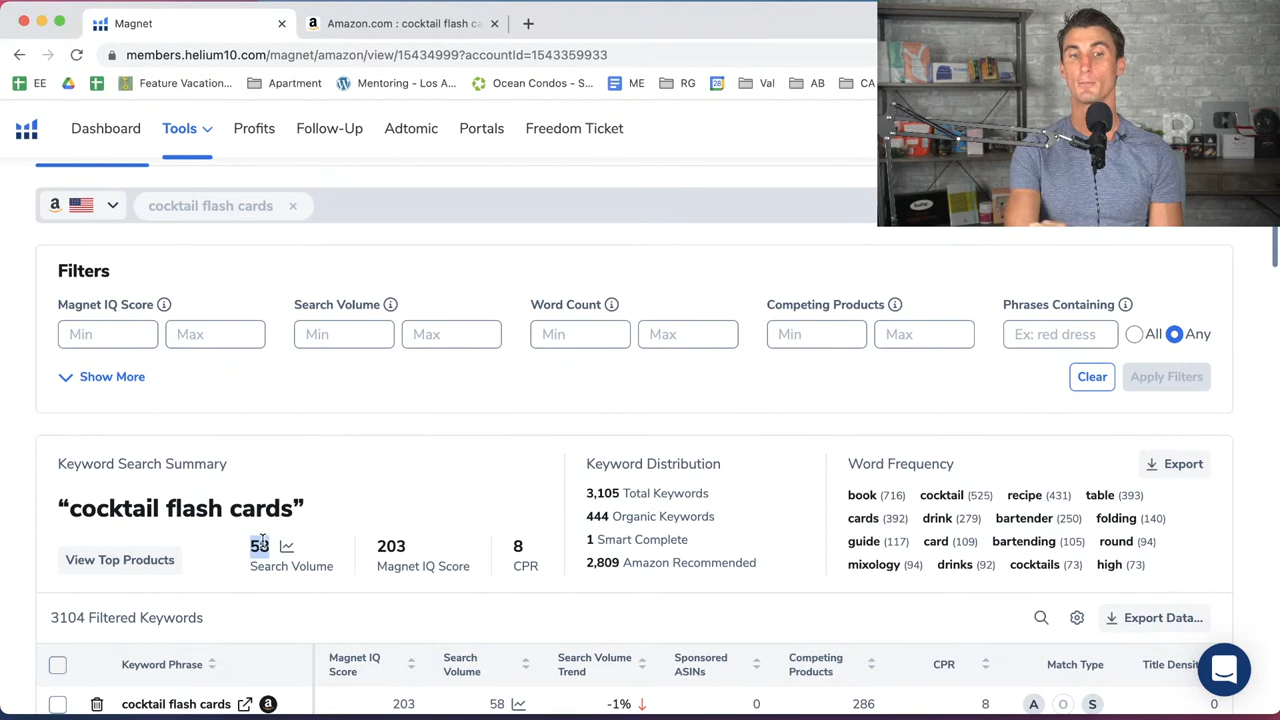 Magnet
Amazon.com : cocktail flash ca
members.helium10.com/magnet/amazon/view/15434999?accountId=1543359933
EE
Feature Vacation...
Apartment
Mentoring - Los A...
Ocean Condos - S...
ME
RG
28
Val
AB
CA
Dashboard
Tools
Profits
Follow-Up
Adtomic
Portals
Freedom Ticket
a
cocktail flash cards
Filters
Magnet IQ Score
Search Volume
Word Count
Competing Products
Phrases Containing
Min
Max
Min
Max
Min
Max
Min
Max
Ex: red dress
All
Any
Show More
Clear
Apply Filters
Keyword Search Summary
Keyword Distribution
Word Frequency
Export
“cocktail flash cards”
3,105 Total Keywords
444 Organic Keywords
1 Smart Complete
2,809 Amazon Recommended
book (716) cocktail (525) recipe (431) table (393)
cards (392) drink (279) bartender (250) folding (140)
guide (117) card (109) bartending (105) round (94)
mixology (94) drinks (92) cocktails (73) high (73)
View Top Products
58
Search Volume
203
Magnet IQ Score
8
CPR
3104 Filtered Keywords
Export Data...
Keyword Phrase
Magnet IQ Score
Search Volume
Search Volume Trend
Sponsored ASINs
Competing Products
CPR
Match Type
Title Densit
cocktail flash cards
a
203
58
-1%
0
286
8
A
O
S
0